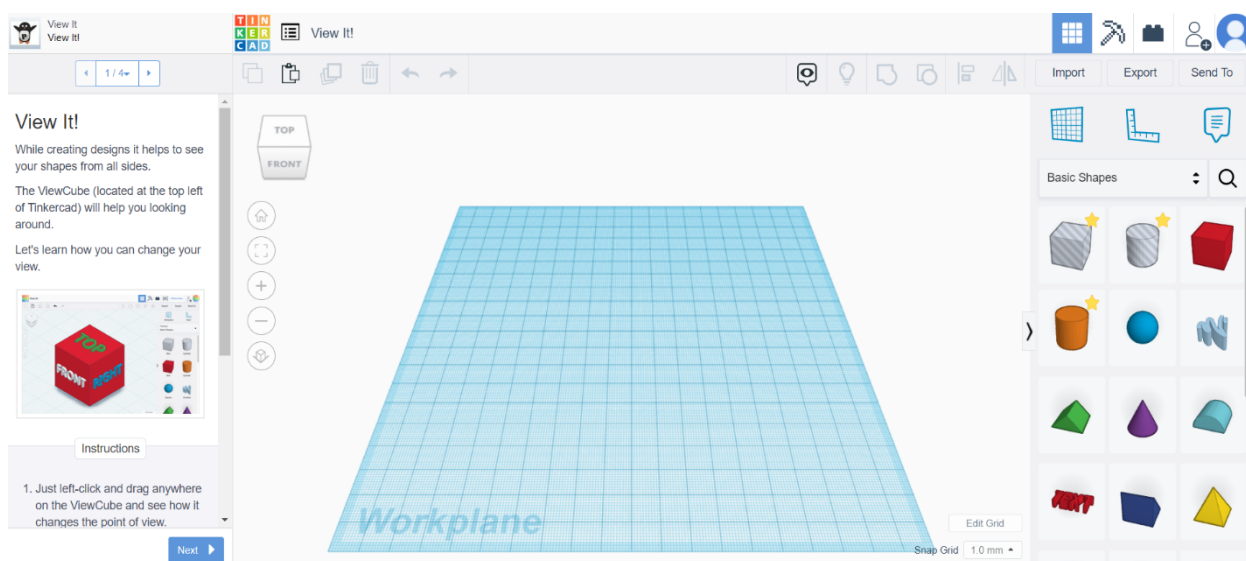 View It
View It!
TIN
KER
CAD
View It!
1 / 4
Import
Export
Send To
View It!
While creating designs it helps to see
your shapes from all sides.
The ViewCube (located at the top left
of Tinkercad) will help you looking
around.
Let's learn how you can change your
view.
TOP
FRONT
RIGHT
Instructions
1. Just left-click and drag anywhere
on the ViewCube and see how it
changes the point of view.
Next
TOP
FRONT
Workplane
Edit Grid
Snap Grid 1.0 mm
Basic Shapes
TEXT